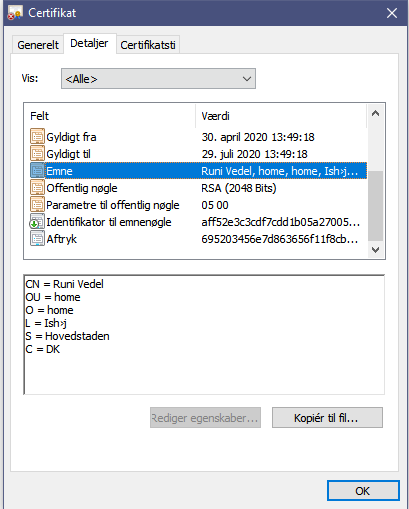 Certifikat
Generelt Detaljer Certifikatsti
Vis: <Alle>
Felt Værdi
Gyldigt fra 30. april 2020 13:49:18
Gyldigt til 29. juli 2020 13:49:18
Emne Runi Vedel, home, home, Ish›j...
Offentlig nøgle RSA (2048 Bits)
Parametre til offentlig nøgle 05 00
Identifikator til emnenøgle aff52e3c3cdf7cdd1b05a27005...
Aftryk 695203456e7d863656f11f8cb...
CN = Runi Vedel
OU = home
O = home
L = Ish›j
S = Hovedstaden
C = DK
Rediger egenskaber...
Kopiér til fil...
OK